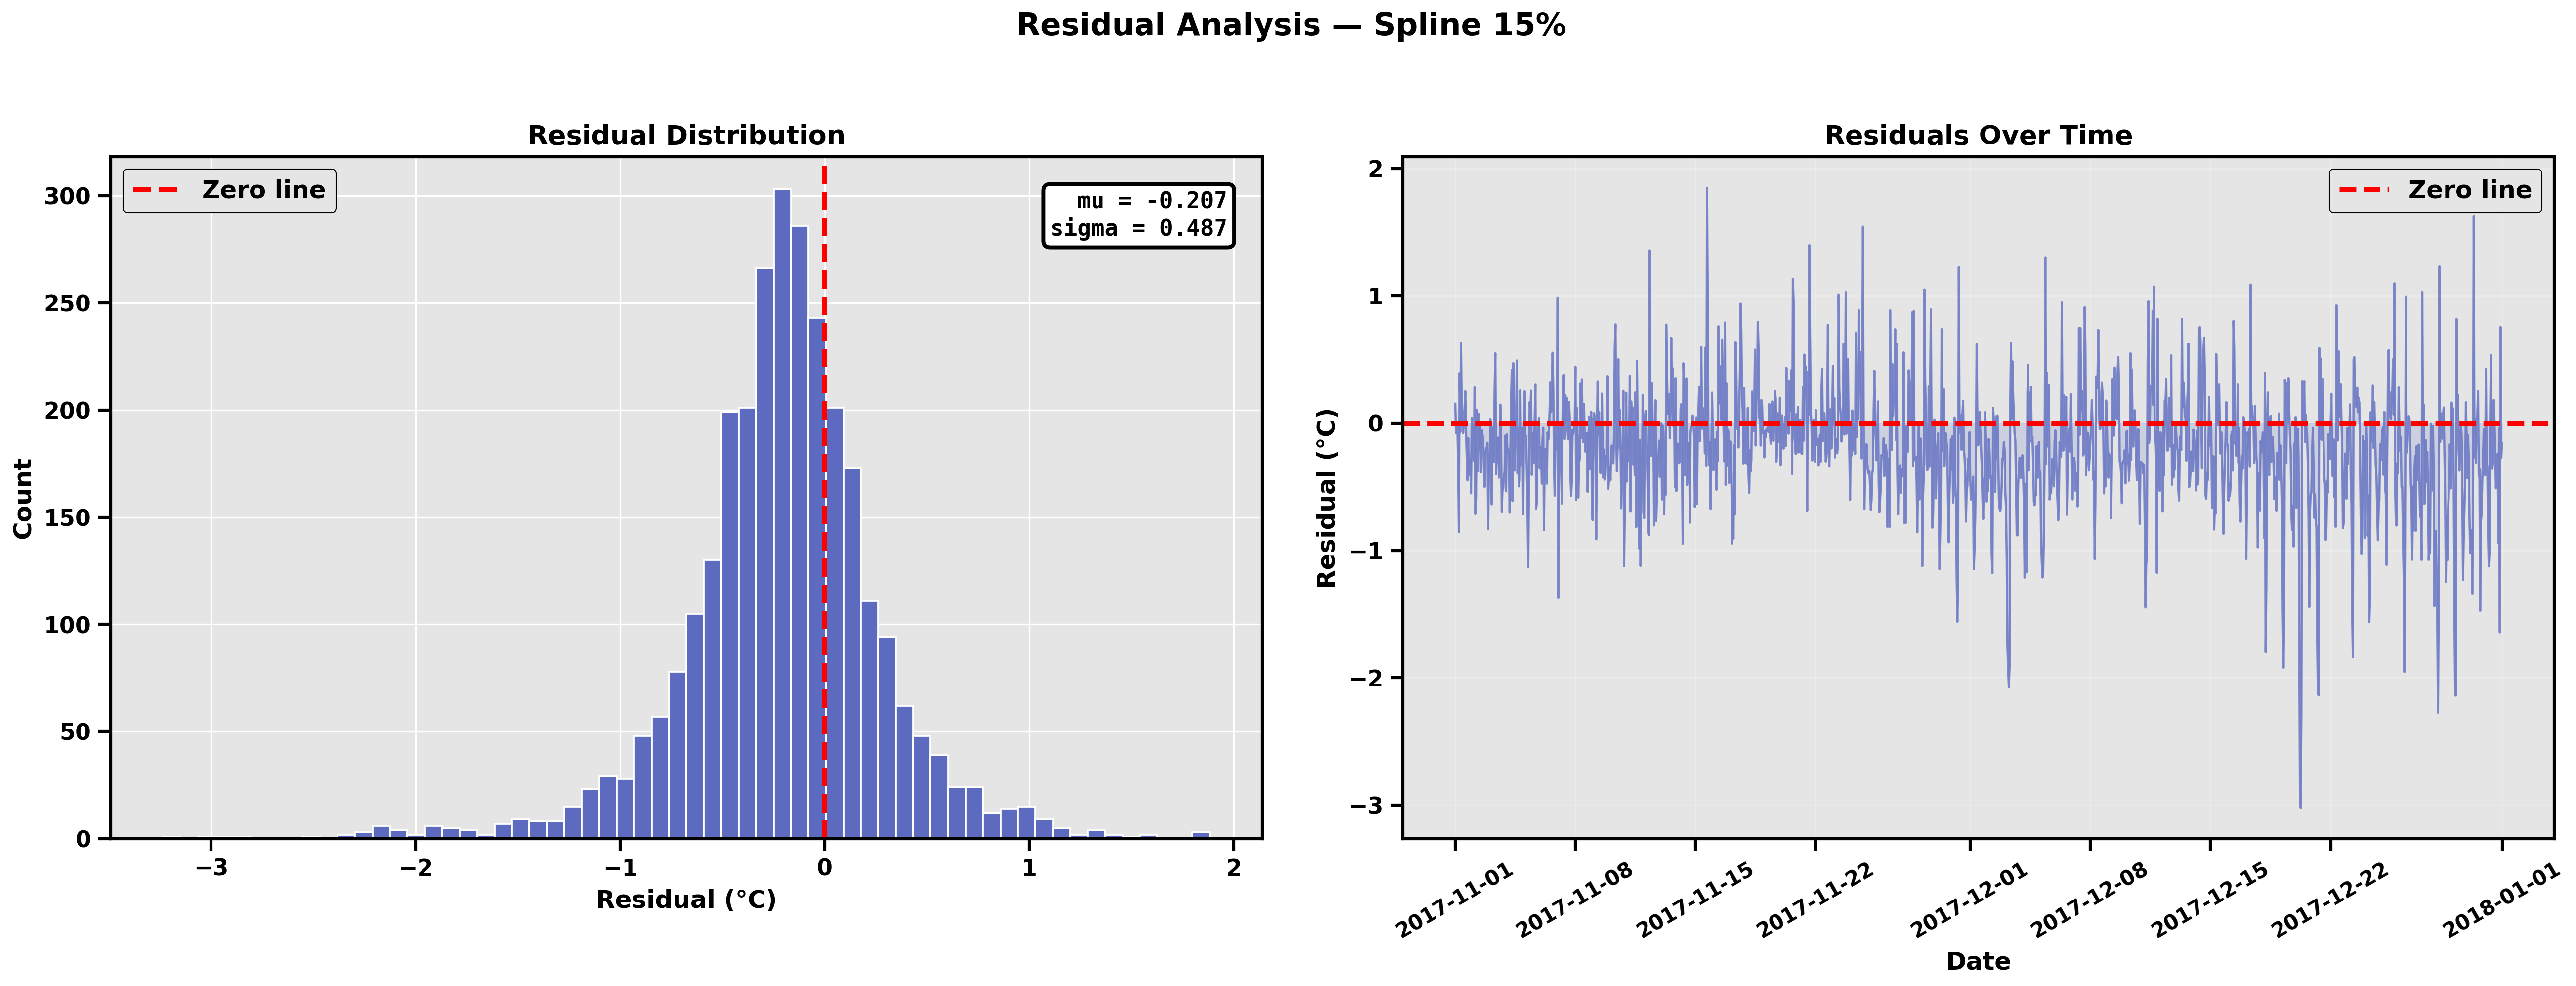 Residual Analysis — Spline 15%
Residual Distribution
Zero line
mu = -0.207
sigma = 0.487
300
250
200
150
100
50
0
Count
−3
−2
−1
0
1
2
Residual (°C)
Residuals Over Time
Zero line
2
1
0
−1
−2
−3
Residual (°C)
2017-11-01
2017-11-08
2017-11-15
2017-11-22
2017-12-01
2017-12-08
2017-12-15
2017-12-22
2018-01-01
Date